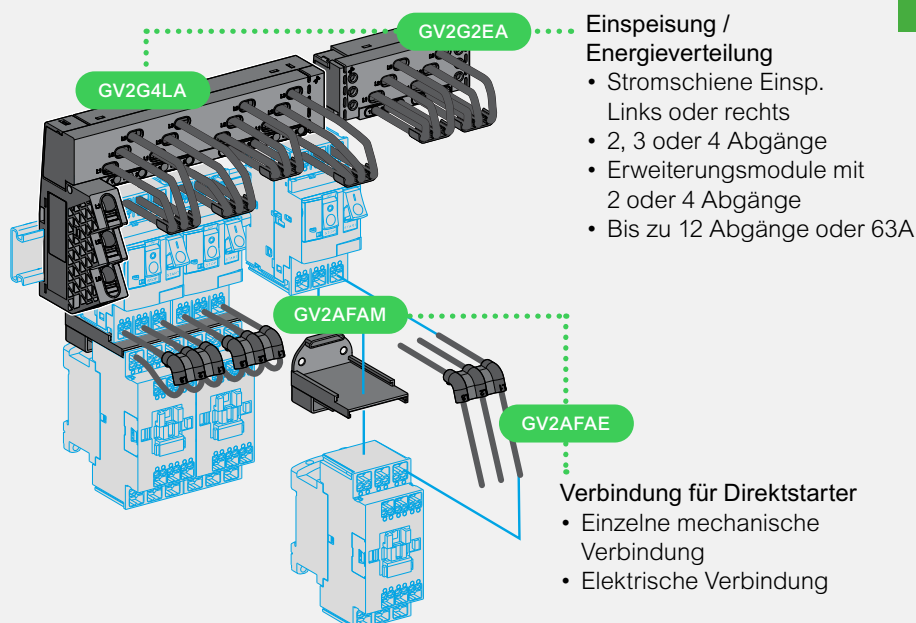 GV2G2EA
GV2G4LA
Einspeisung /
Energieverteilung
• Stromschiene Einsp.
Links oder rechts
• 2, 3 oder 4 Abgänge
• Erweiterungsmodule mit
2 oder 4 Abgänge
• Bis zu 12 Abgänge oder 63A
GV2AFAM
GV2AFAE
Verbindung für Direktstarter
• Einzelne mechanische
Verbindung
• Elektrische Verbindung